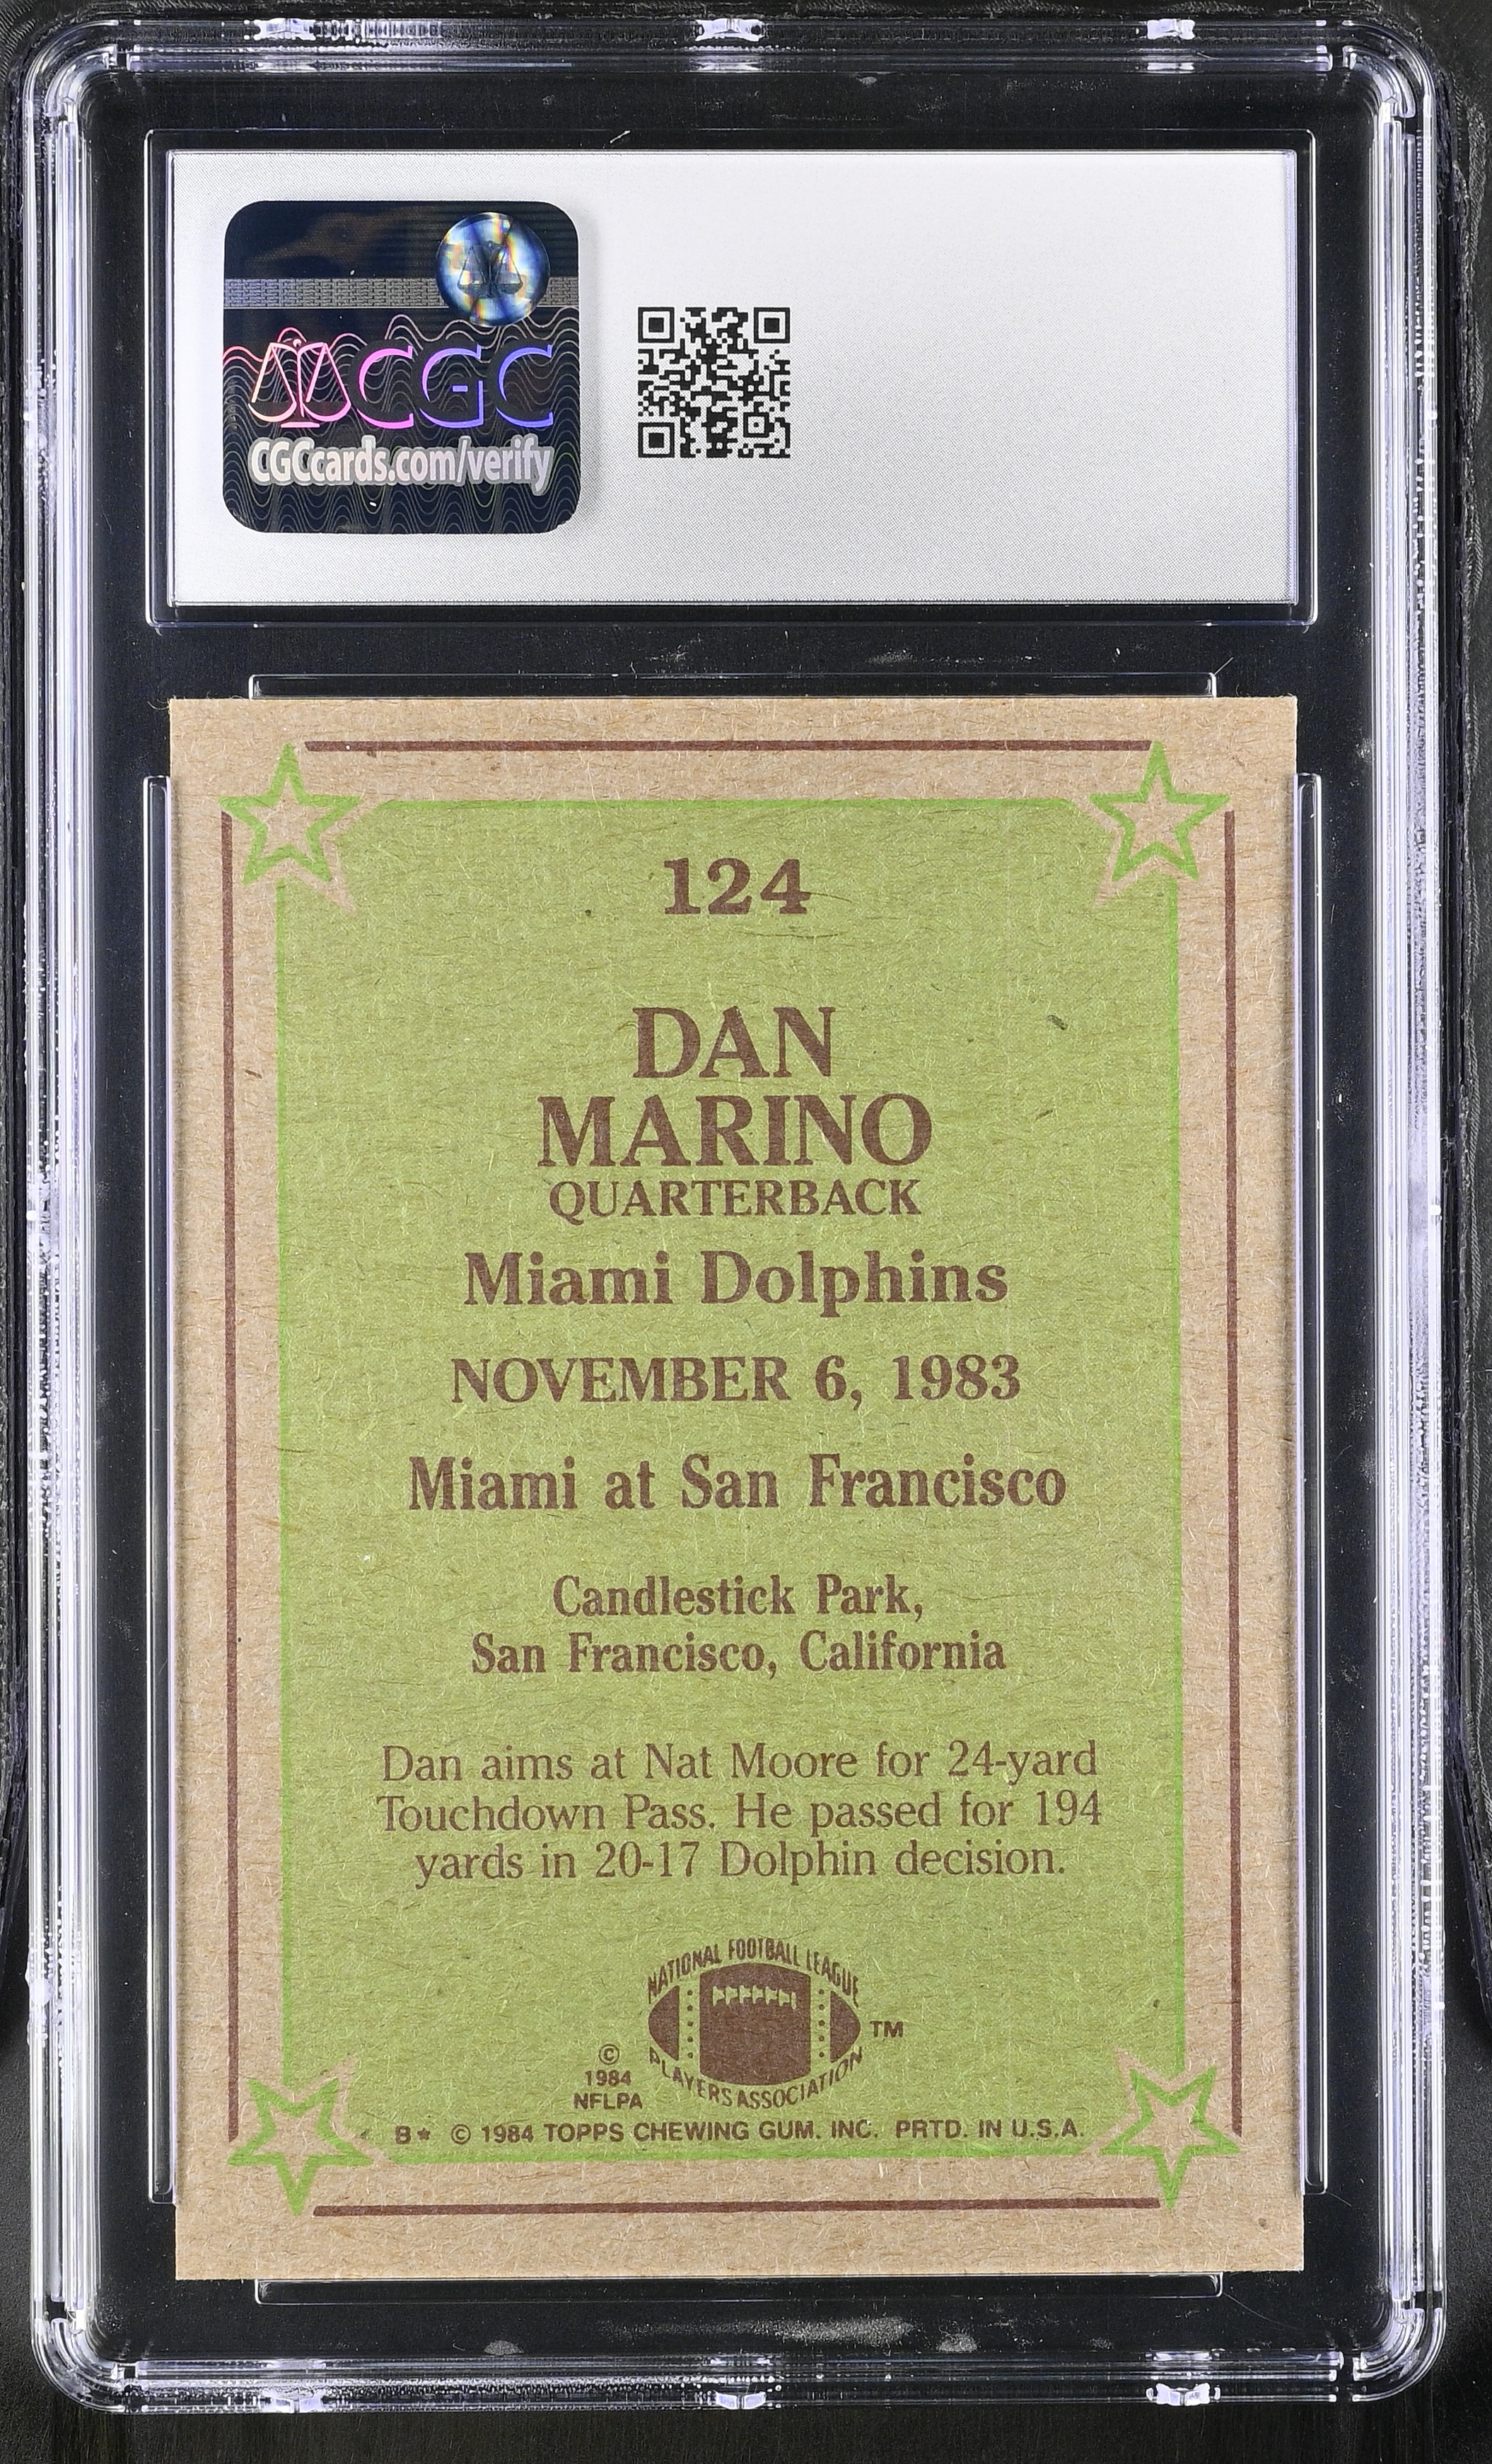 CGC
CGCcards.com/verify
124
DAN
MARINO
QUARTERBACK
Miami Dolphins
NOVEMBER 6, 1983
Miami at San Francisco
Candlestick Park,
San Francisco, California
Dan aims at Nat Moore for 24-yard
Touchdown Pass. He passed for 194
yards in 20-17 Dolphin decision.
NATIONAL FOOTBALL LEAGUE
PLAYERS ASSOCIATION
TM
©
1984
NFLPA
B* © 1984 TOPPS CHEWING GUM. INC. PRTD. IN U.S.A.